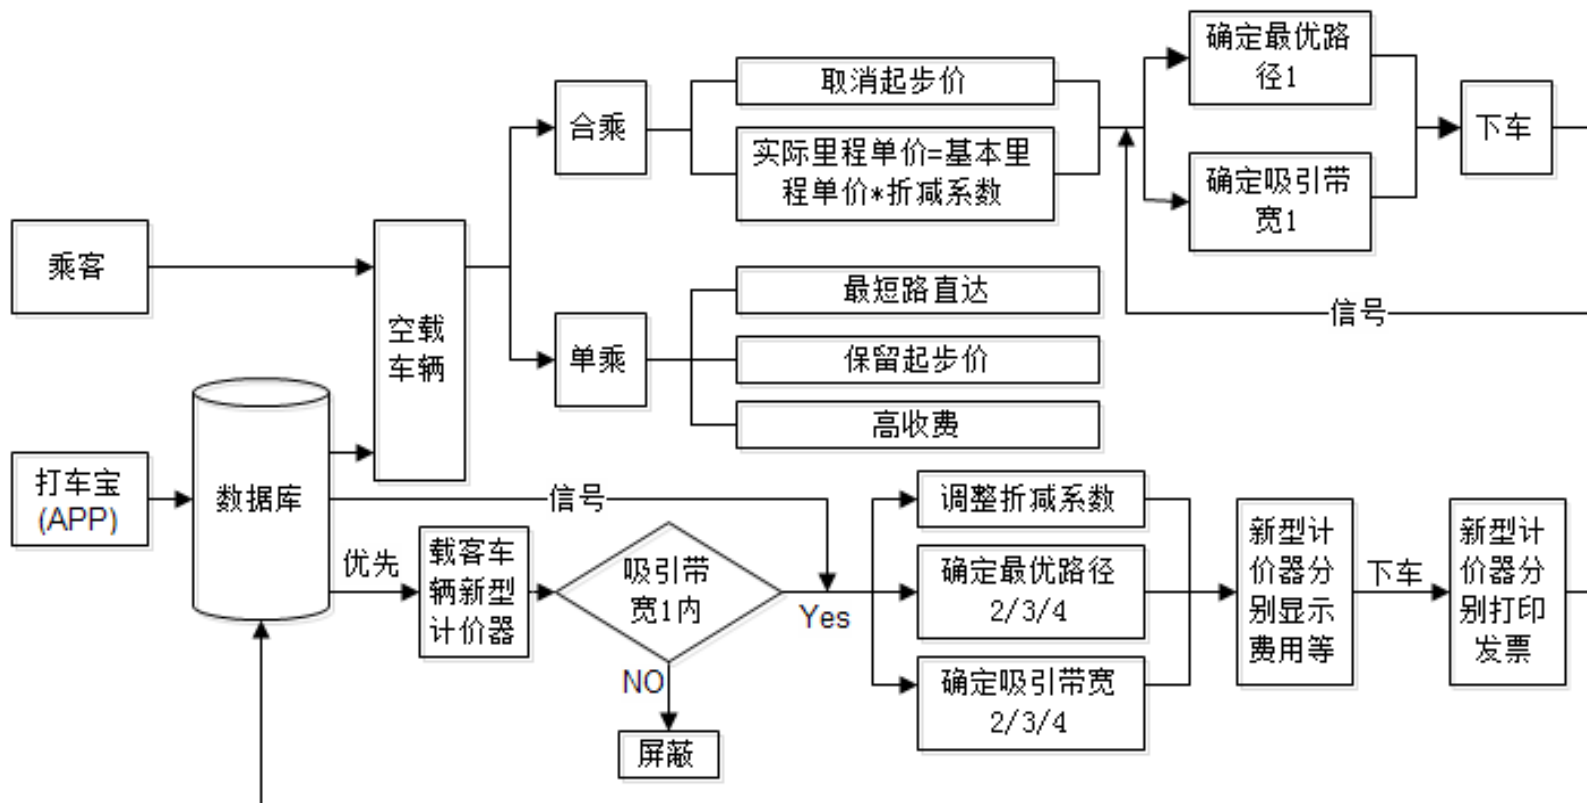 乘客
打车宝
(APP)
数据库
空载
车辆
合乘
取消起步价
实际里程单价=基本里
程单价*折减系数
确定最优路
径1
确定吸引带
宽1
下车
信号
单乘
最短路直达
保留起步价
高收费
信号
优先
载客车
辆新型
计价器
吸引带
宽1内
Yes
NO
屏蔽
调整折减系数
确定最优路径
2/3/4
确定吸引带宽
2/3/4
新型计
价器分
别显示
费用等
下车
新型计
价器分
别打印
发票